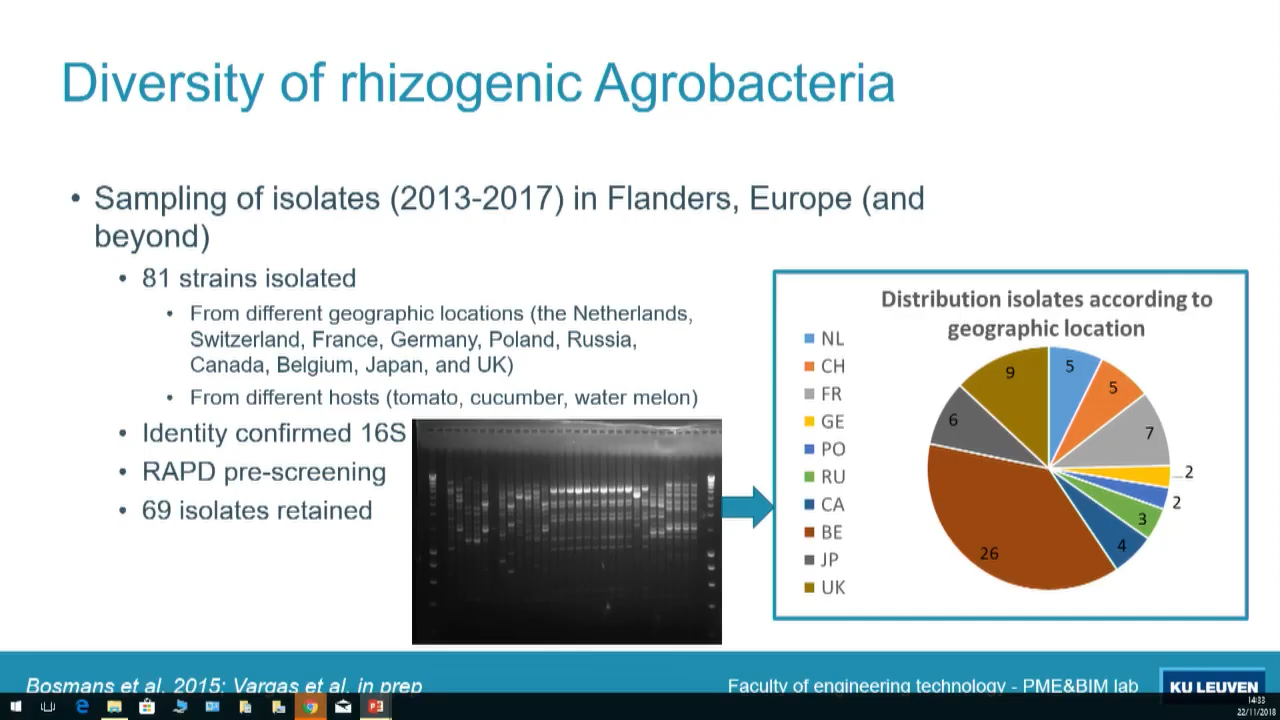 Diversity of rhizogenic Agrobacteria
• Sampling of isolates (2013-2017) in Flanders, Europe (and
beyond)
• 81 strains isolated
• From different geographic locations (the Netherlands,
Switzerland, France, Germany, Poland, Russia,
Canada, Belgium, Japan, and UK)
• From different hosts (tomato, cucumber, water melon)
• Identity confirmed 16S
• RAPD pre-screening
• 69 isolates retained
Distribution isolates according to
geographic location
NL
CH
FR
GE
PO
RU
CA
BE
JP
UK
5
5
7
2
2
3
4
26
6
9
Bosmans et al. 2015; Vargas et al. in prep
Faculty of engineering technology - PME&BIM lab
KU LEUVEN
14:33
22/11/2018